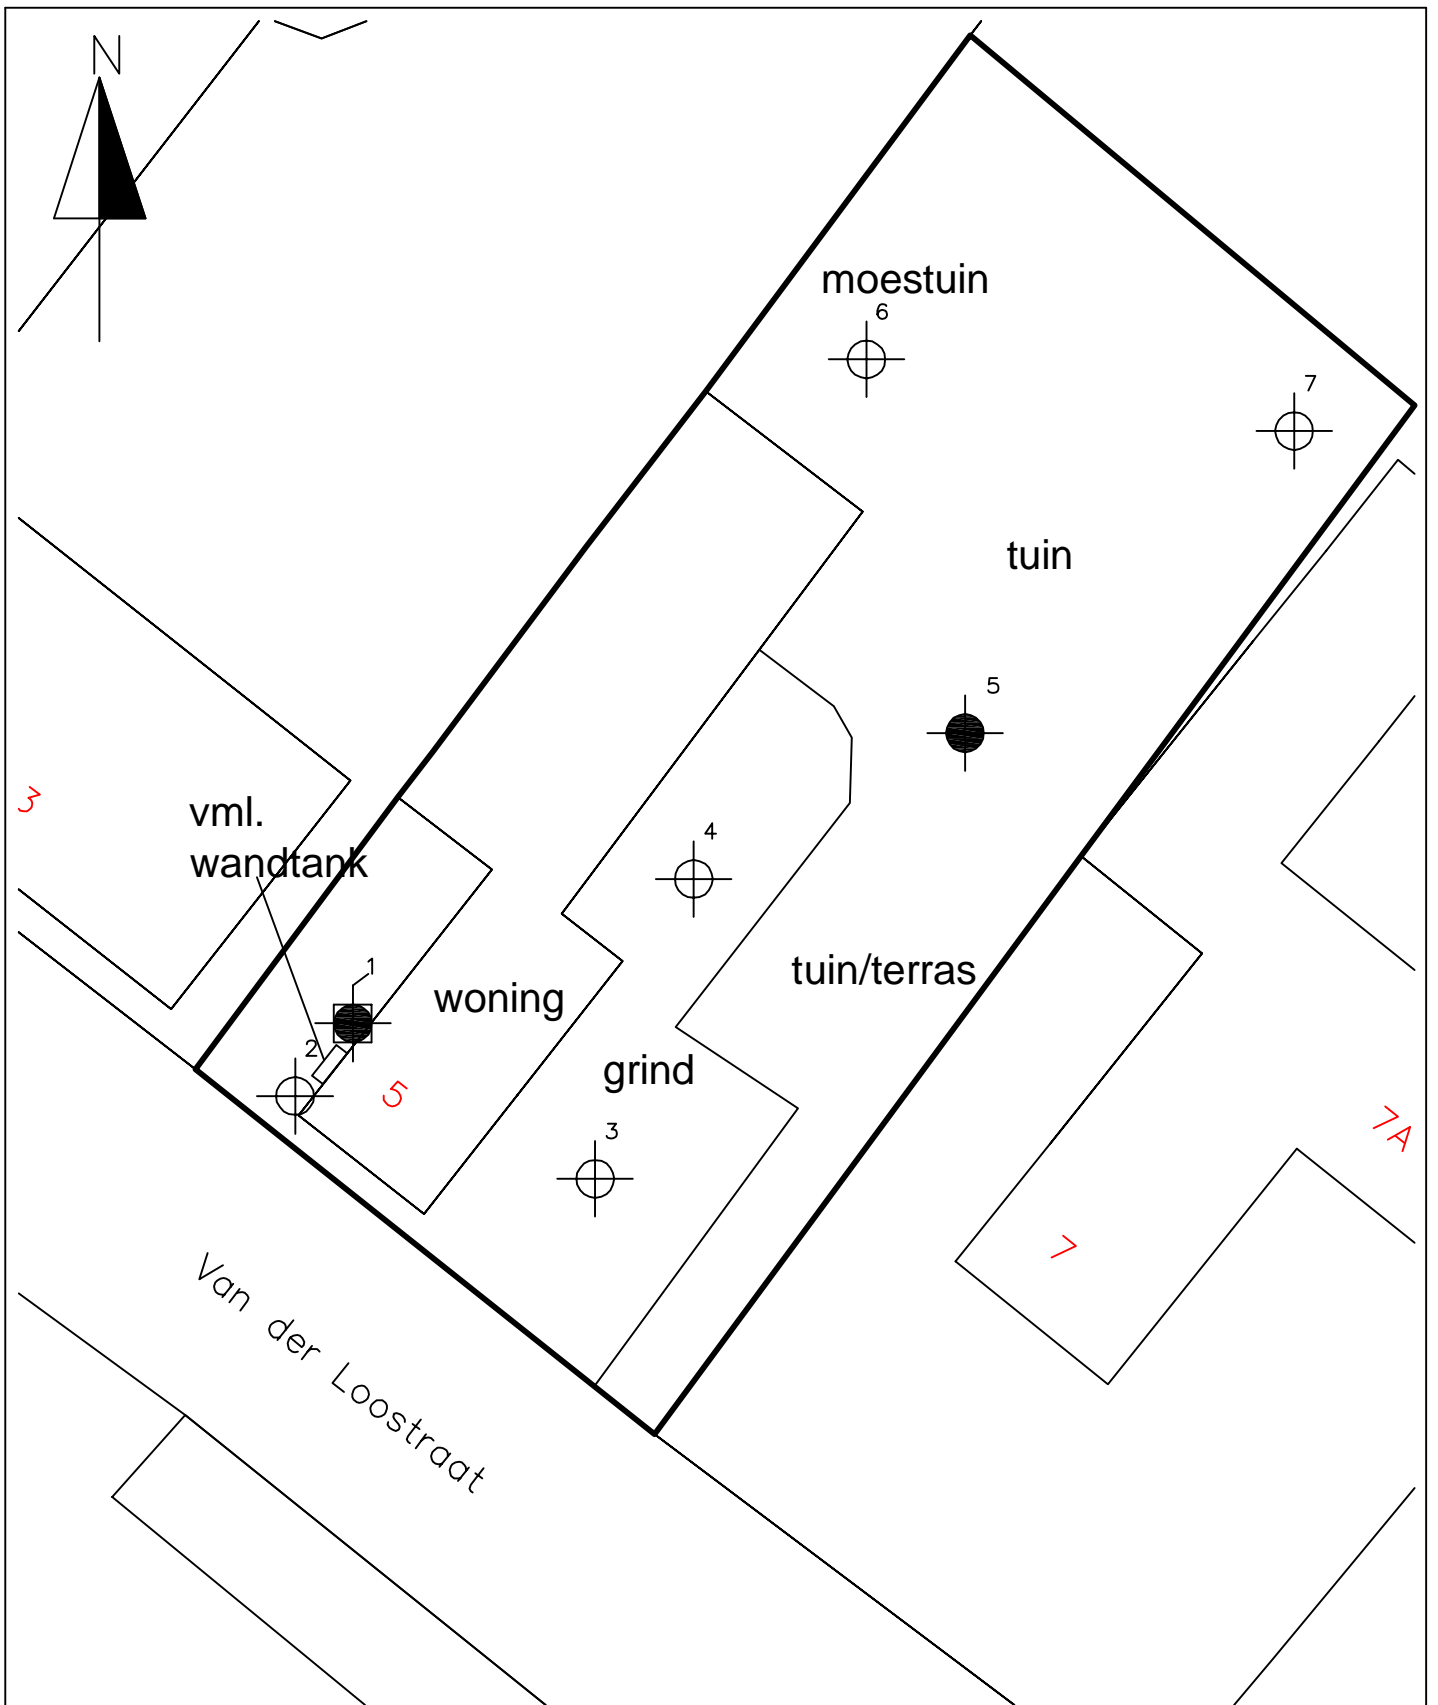 N
moestuin
6
7
tuin
5
3
vml.
wandtank
4
1
woning
tuin/terras
2
5
grind
3
7A
7
Van der Loostraat